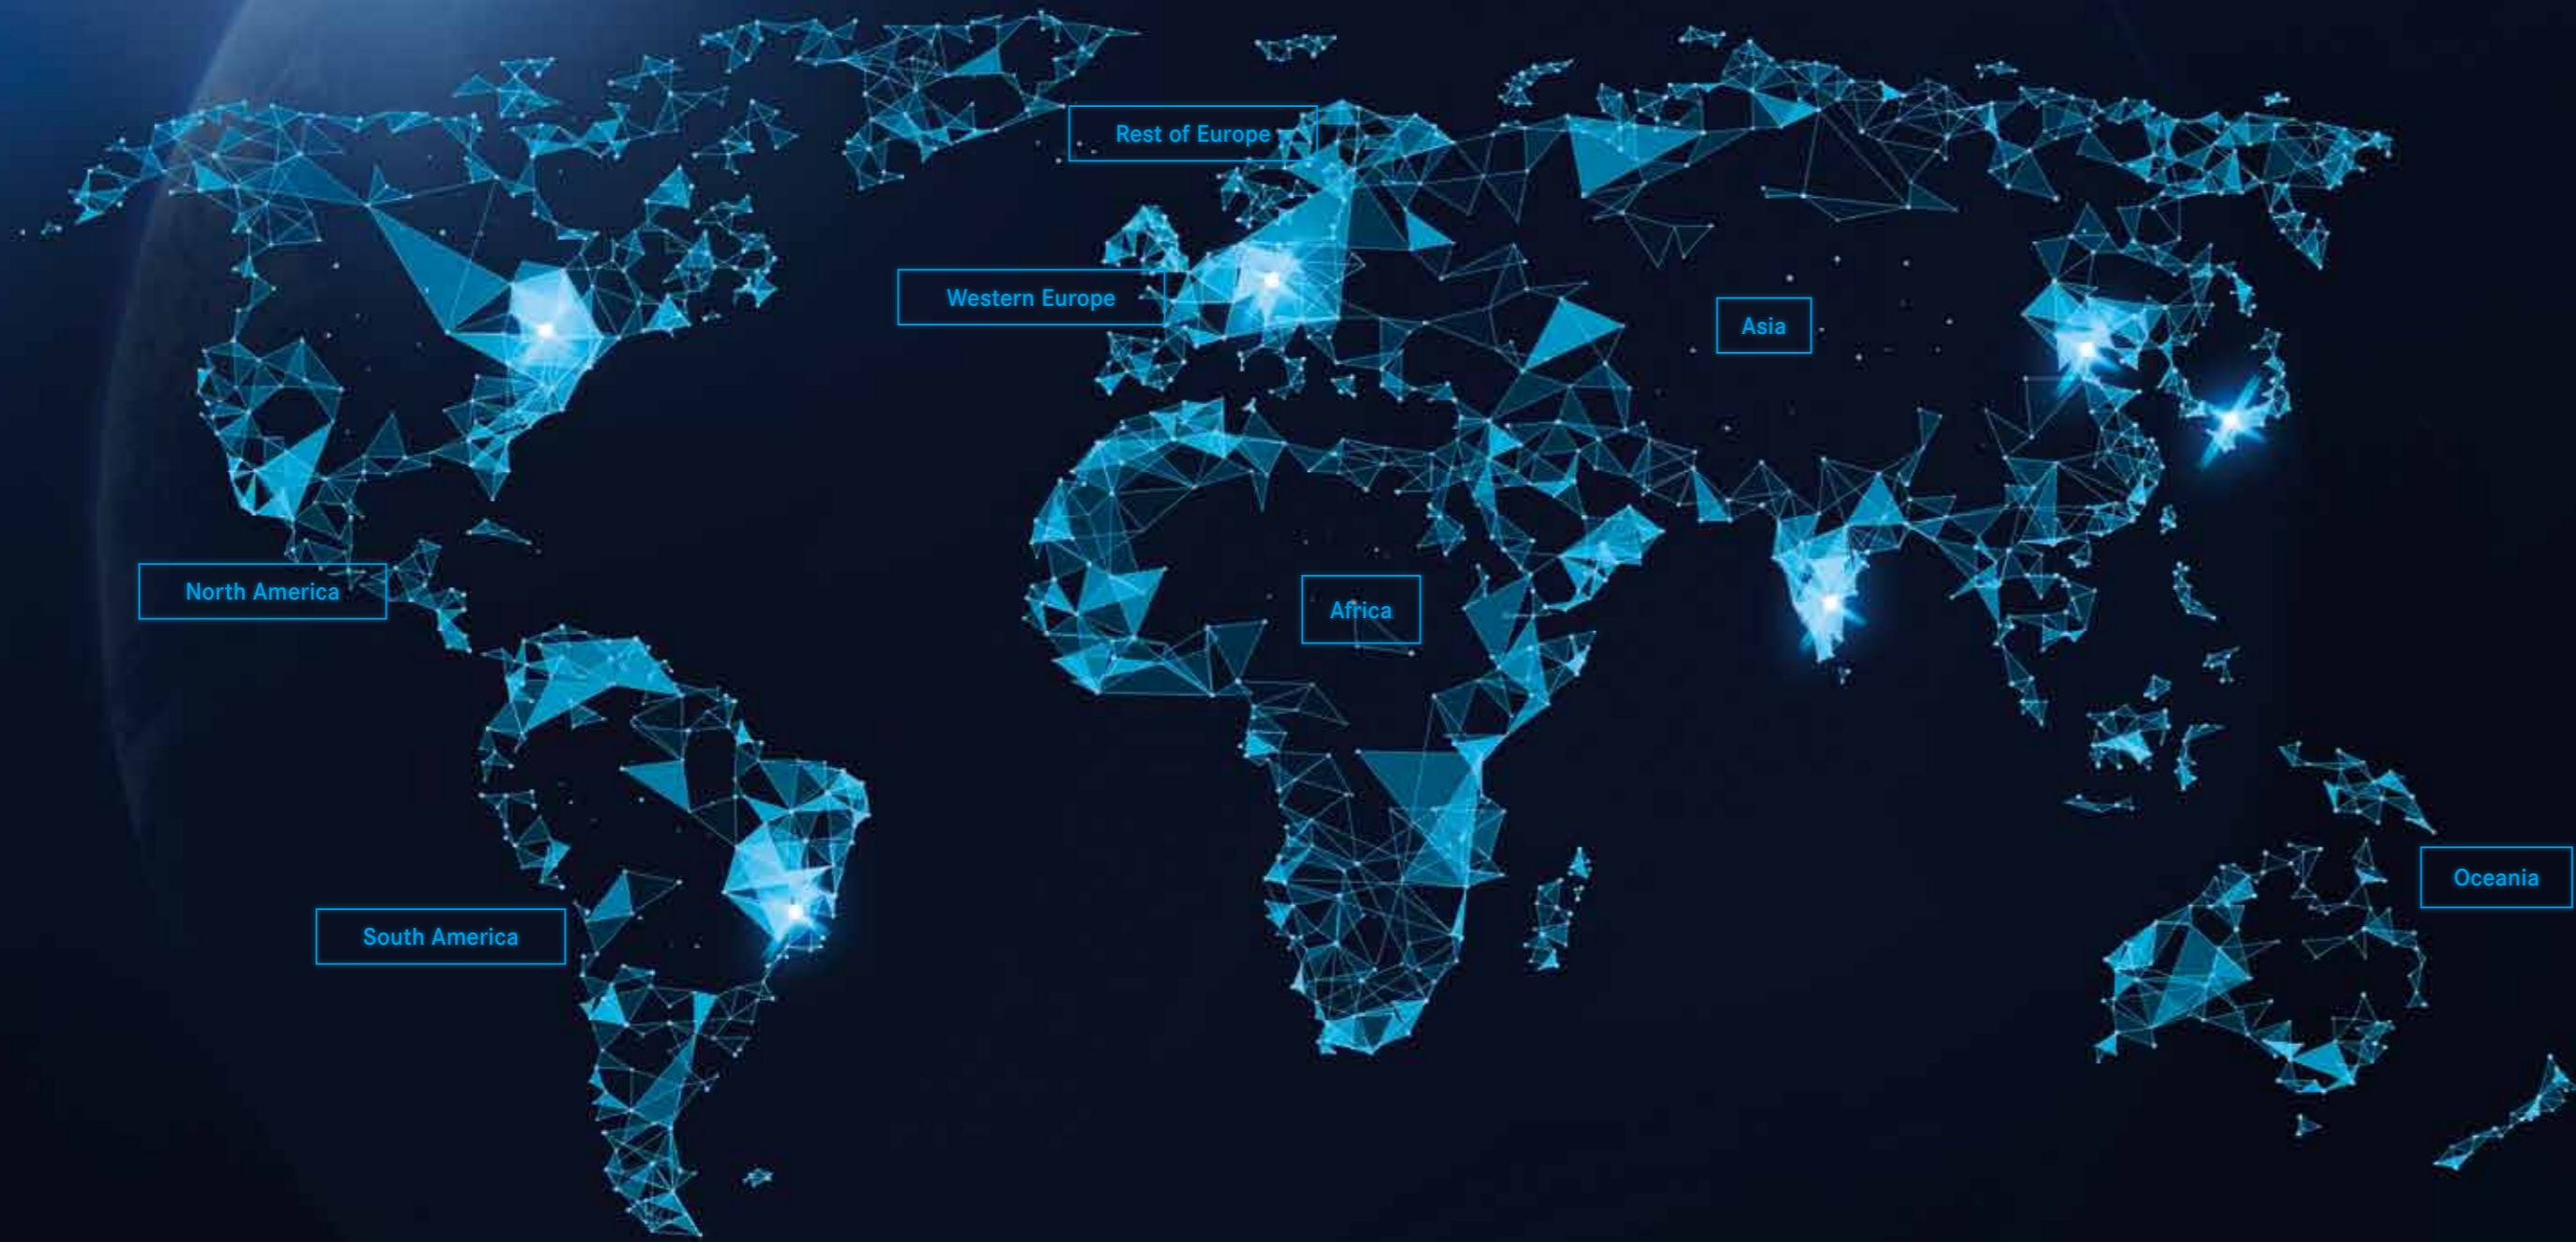 Rest of Europe
Western Europe
Asia
North America
Africa
Oceania
South America